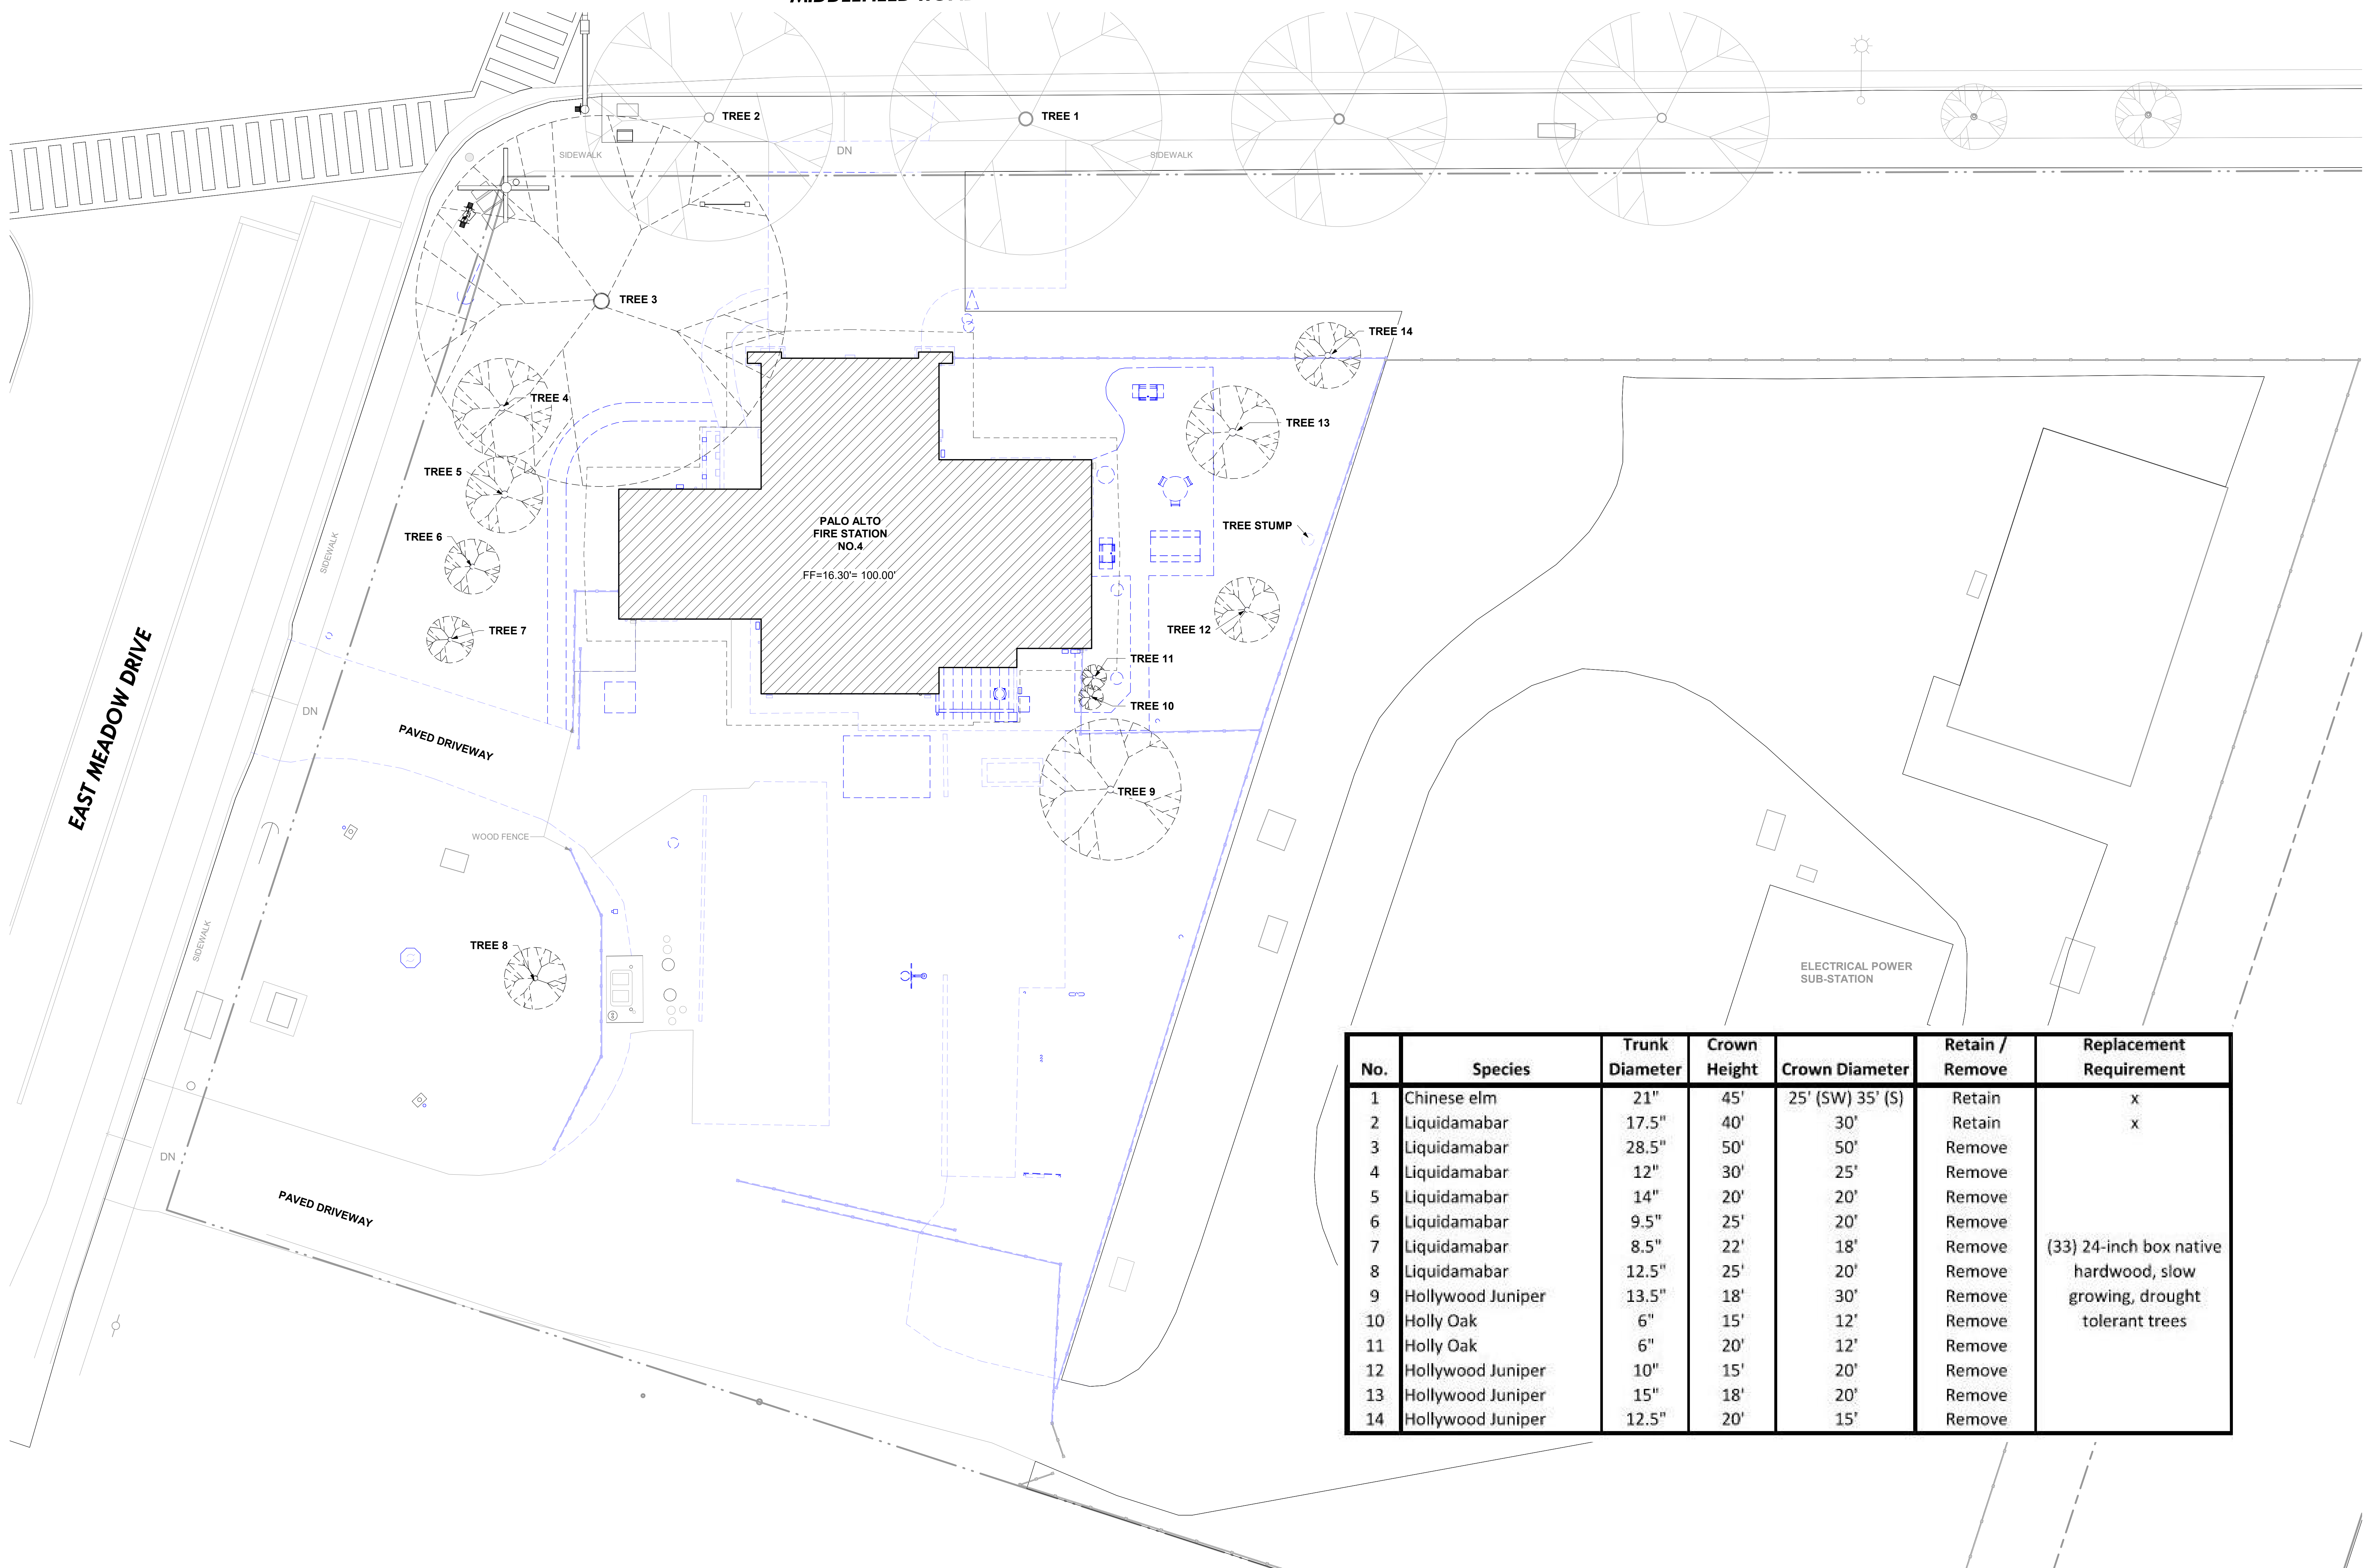 TREE 2
TREE 1
SIDEWALK
DN
SIDEWALK
TREE 3
TREE 14
TREE 4
TREE 13
TREE 5
PALO ALTO
FIRE STATION
NO.4
FF=16.30'= 100.00'
TREE STUMP
TREE 6
SIDEWALK
TREE 7
TREE 12
TREE 11
TREE 10
EAST MEADOW DRIVE
DN
PAVED DRIVEWAY
TREE 9
WOOD FENCE
SIDEWALK
TREE 8
ELECTRICAL POWER
SUB-STATION
DN
PAVED DRIVEWAY
No. Species Trunk Diameter Crown Height Crown Diameter Retain / Remove Replacement Requirement
1 Chinese elm 21" 45' 25' (SW) 35' (S) Retain x
2 Liquidamabar 17.5" 40' 30' Retain x
3 Liquidamabar 28.5" 50' 50' Remove
4 Liquidamabar 12" 30' 25' Remove
5 Liquidamabar 14" 20' 20' Remove
6 Liquidamabar 9.5" 25' 20' Remove
7 Liquidamabar 8.5" 22' 18' Remove (33) 24-inch box native
8 Liquidamabar 12.5" 25' 20' Remove hardwood, slow
9 Hollywood Juniper 13.5" 18' 30' Remove growing, drought
10 Holly Oak 6" 15' 12' Remove tolerant trees
11 Holly Oak 6" 20' 12' Remove
12 Hollywood Juniper 10" 15' 20' Remove
13 Hollywood Juniper 15" 18' 20' Remove
14 Hollywood Juniper 12.5" 20' 15' Remove